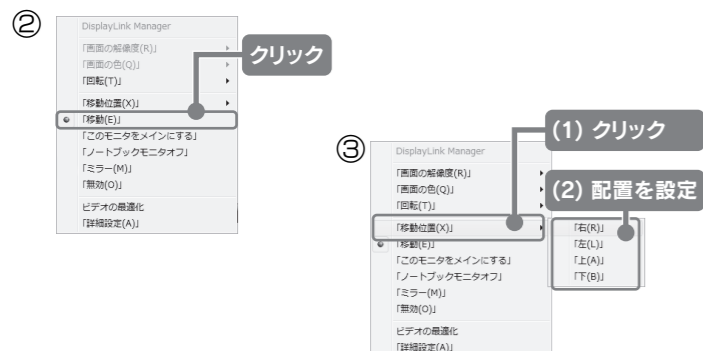 ②
DisplayLink Manager
「画面の解像度(R)」
「画面の色(Q)」
「回転(T)」
「移動位置(X)」
「移動(E)」
「このモニタをメインにする」
「ノートブックモニタオフ」
「ミラー(M)」
「無効(O)」
ビデオの最適化
「詳細設定(A)」
クリック
③
DisplayLink Manager
「画面の解像度(R)」
「画面の色(Q)」
「回転(T)」
「移動位置(X)」
「移動(E)」
「このモニタをメインにする」
「ノートブックモニタオフ」
「ミラー(M)」
「無効(O)」
ビデオの最適化
「詳細設定(A)」
(1) クリック
(2) 配置を設定
「右(R)」
「左(L)」
「上(A)」
「下(B)」